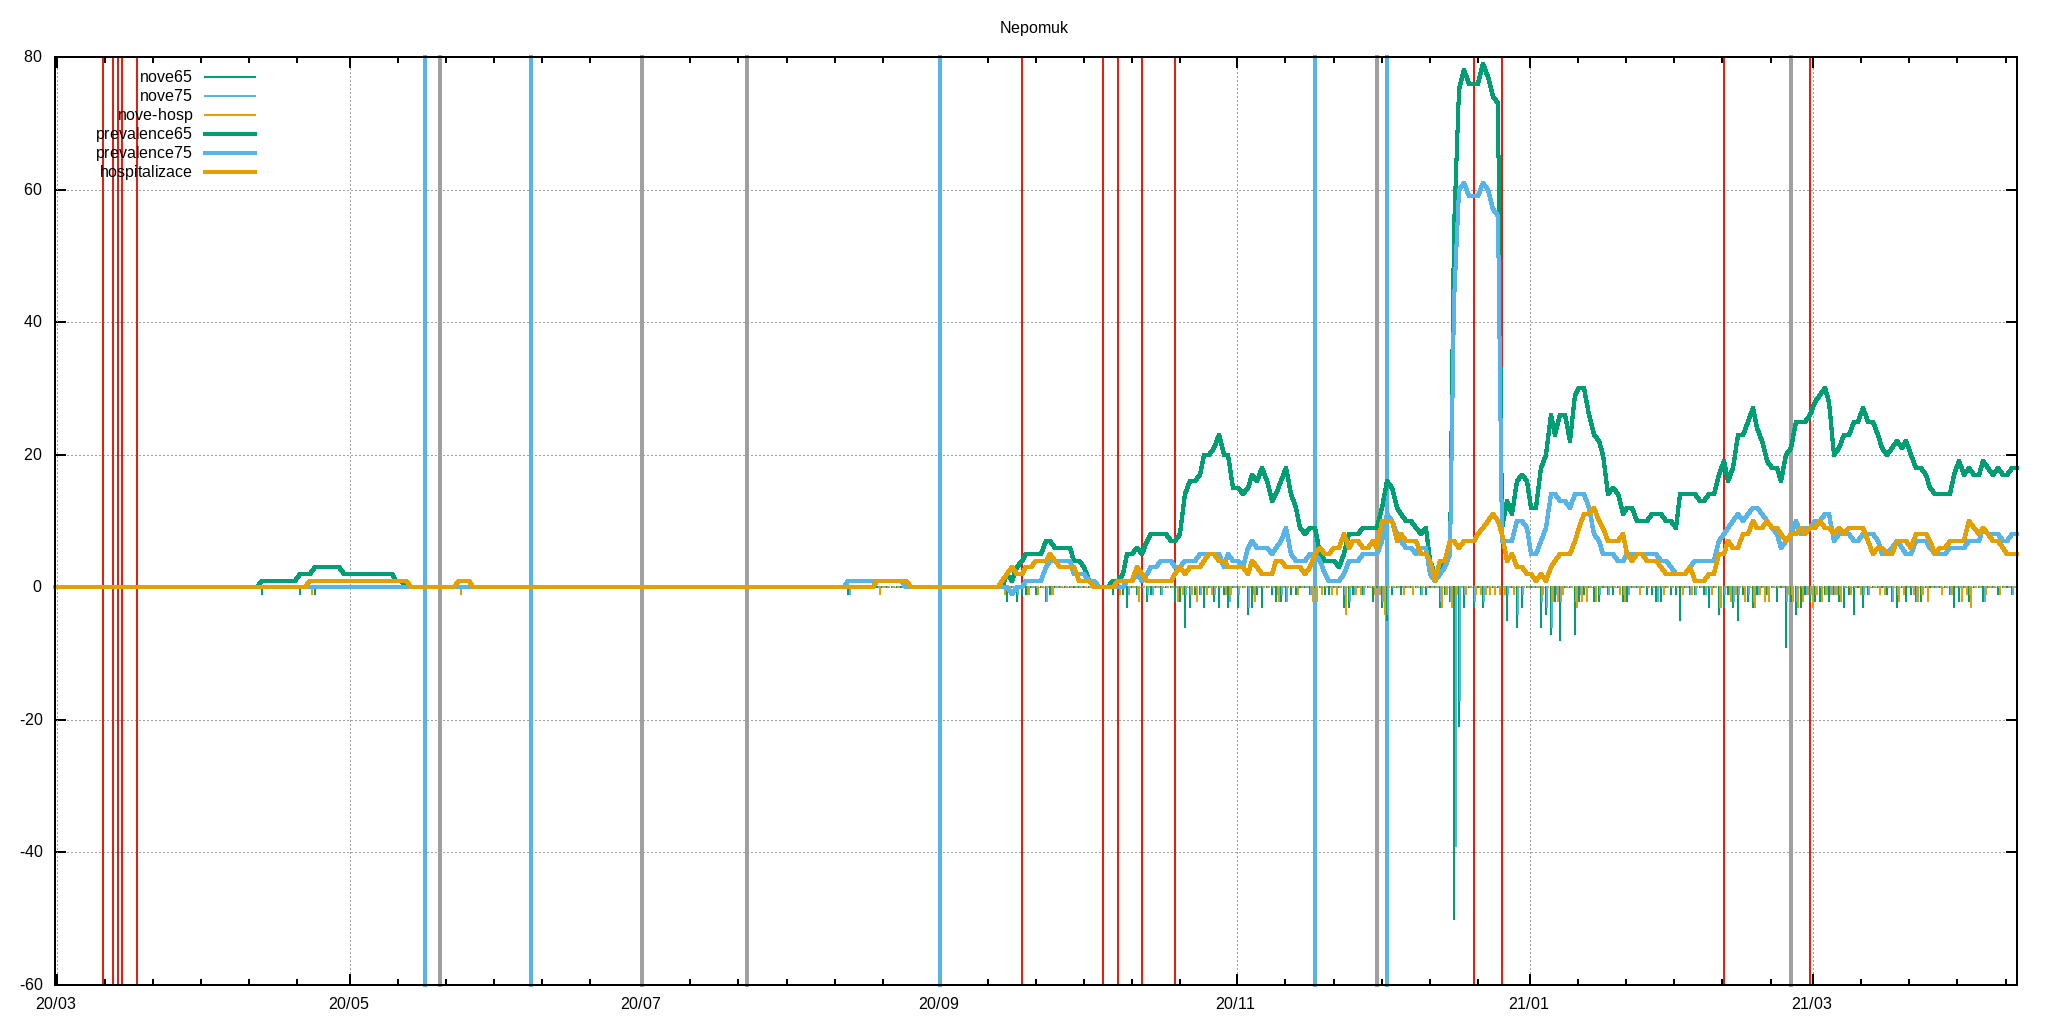 Nepomuk
80
60
40
20
0
-20
-40
-60
nove65
nove75
nove-hosp
prevalence65
prevalence75
hospitalizace
20/03 20/05 20/07 20/09 20/11 21/01 21/03